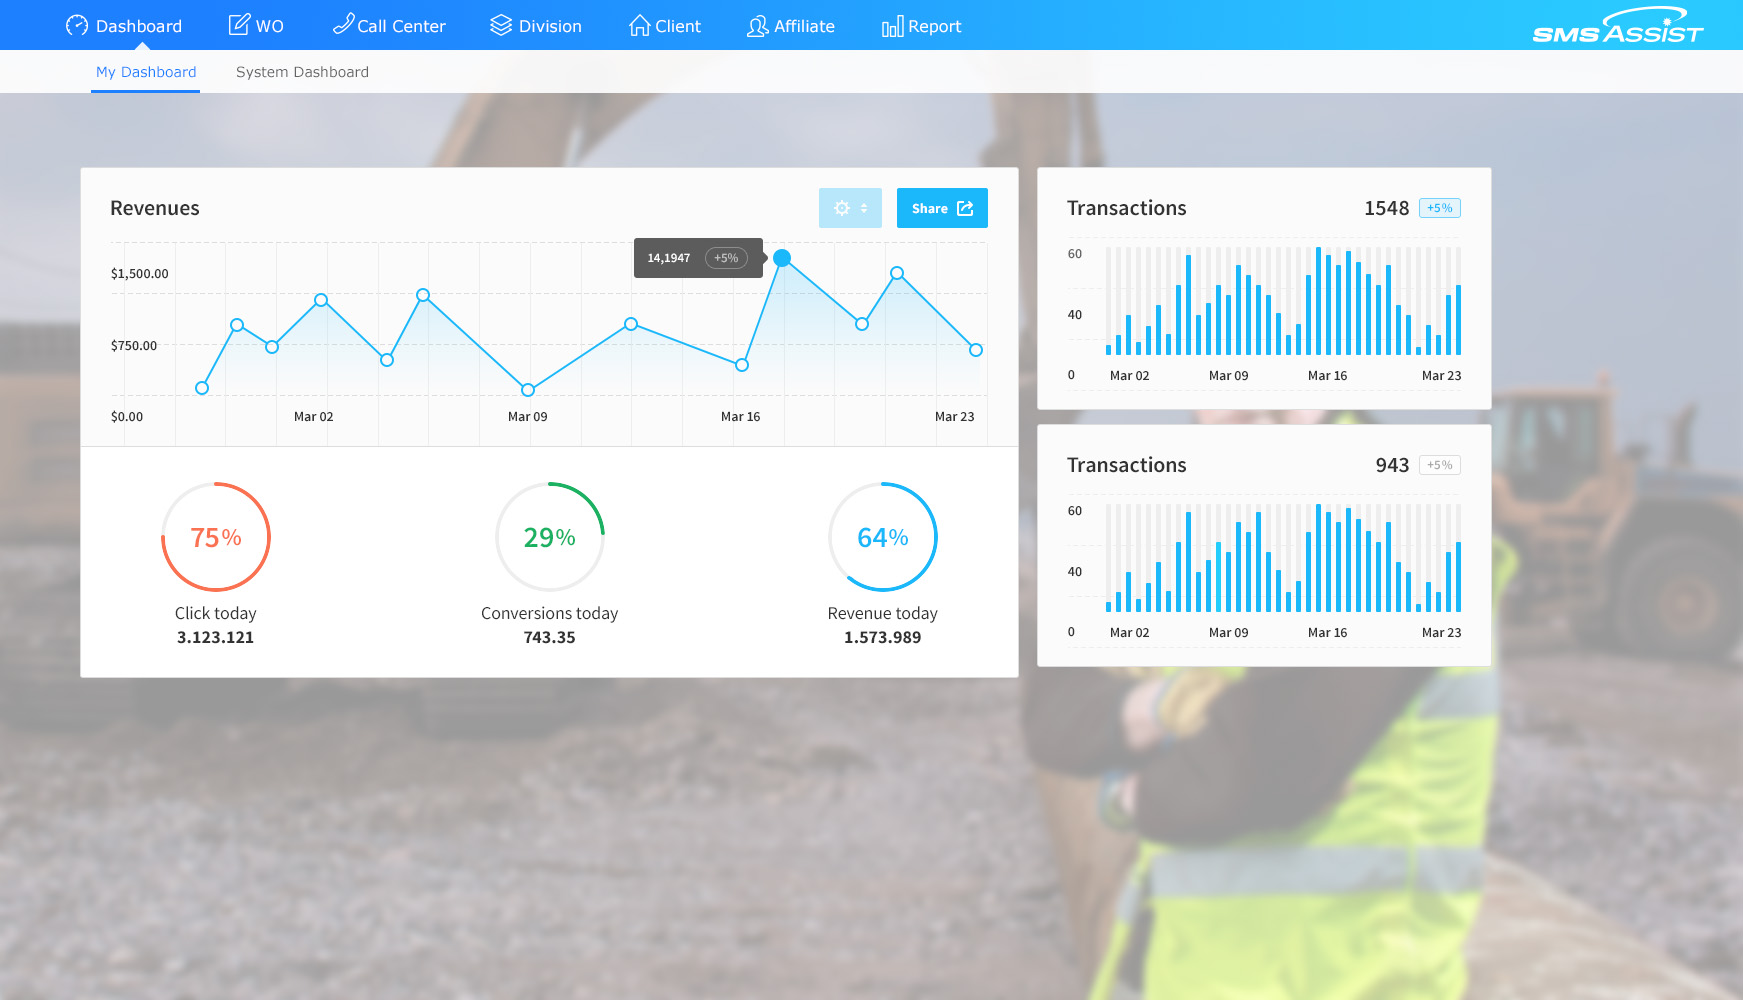 Dashboard WO Call Center Division Client Affiliate Report SMS ASSIST
My Dashboard System Dashboard
Revenues Share
14,1947 +5%
$1,500.00
$750.00
$0.00
Mar 02 Mar 09 Mar 16 Mar 23
75% 29% 64%
Click today Conversions today Revenue today
3.123.121 743.35 1.573.989
Transactions 1548 +5%
60
40
0
Mar 02 Mar 09 Mar 16 Mar 23
Transactions 943 +5%
60
40
0
Mar 02 Mar 09 Mar 16 Mar 23